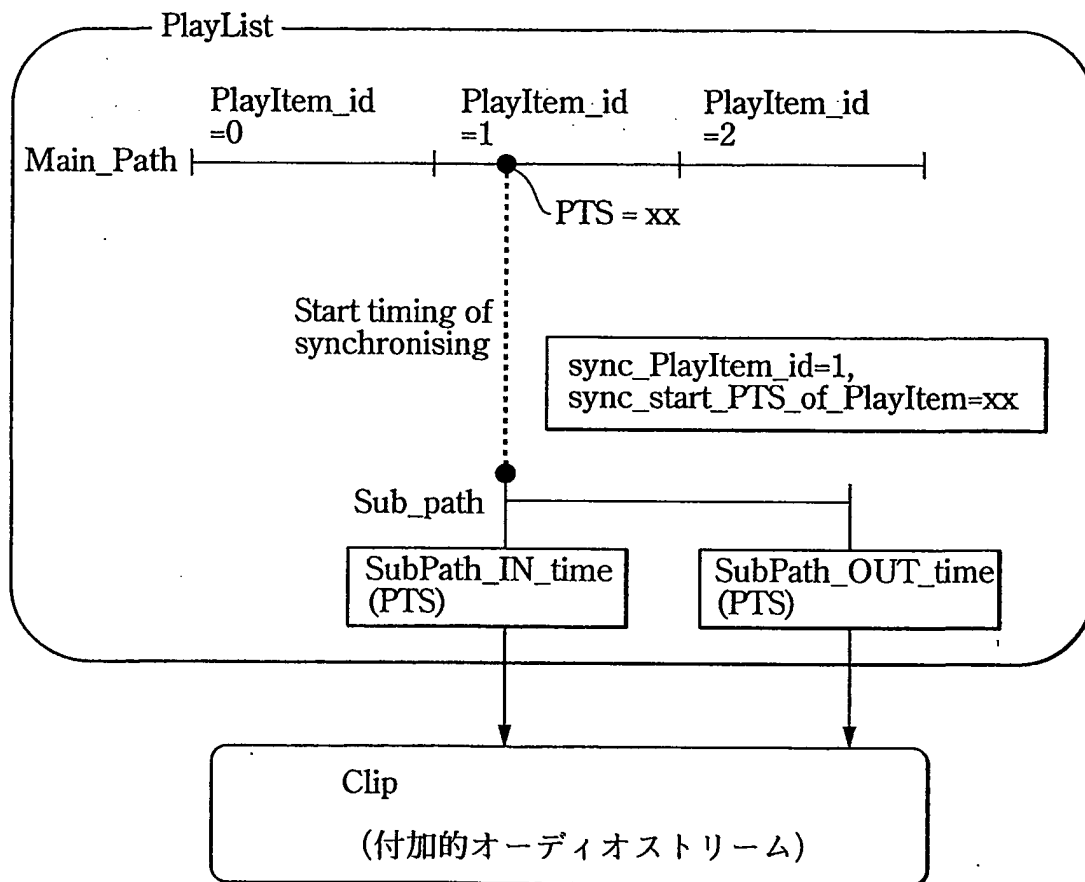 PlayList
PlayItem_id
=0
PlayItem_id
=1
PlayItem_id
=2
Main_Path
PTS = xx
Start timing of
synchronising
sync_PlayItem_id=1,
sync_start_PTS_of_PlayItem=xx
Sub_path
SubPath_IN_time
(PTS)
SubPath_OUT_time
(PTS)
Clip
(付加的オーディオストリーム)